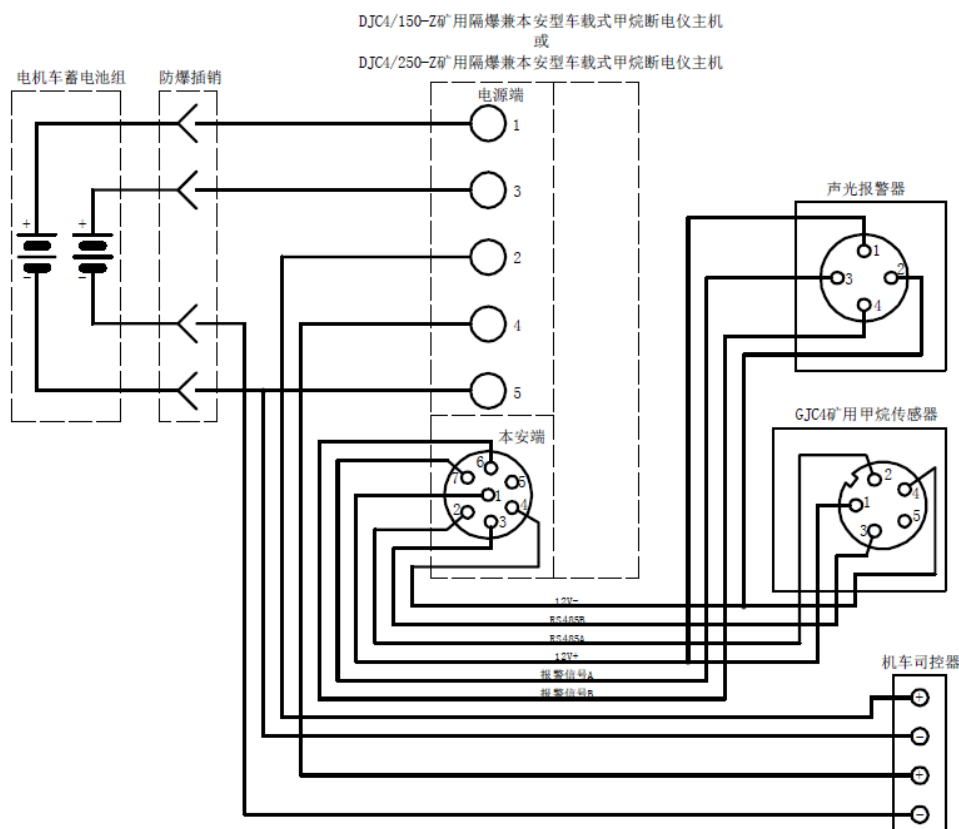 DJC4/150-Z矿用隔爆兼本安型车载式甲烷断电仪主机
或
DJC4/250-Z矿用隔爆兼本安型车载式甲烷断电仪主机
电机车蓄电池组
防爆插销
电源端
1
3
2
4
5
+
+
-
-
声光报警器
1
2
3
4
本安端
6
7
5
1
2
4
3
GJC4矿用甲烷传感器
2
4
1
5
3
12V-
RS485B
RS485A
12V+
报警信号A
报警信号B
机车司控器
+
-
+
-